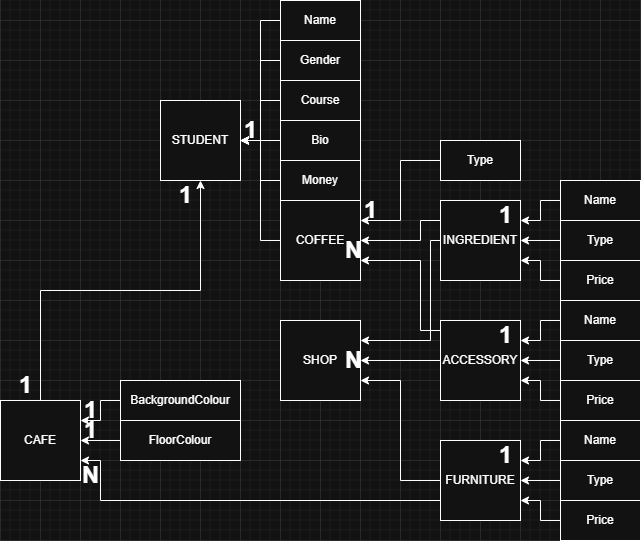 Name
Gender
Course
STUDENT
1
Bio
Type
Money
1
1
Name
COFFEE
N
1
INGREDIENT
Type
Price
SHOP
N
1
ACCESSORY
Name
Type
Price
1
CAFE
1
BackgroundColour
1
FloorColour
N
1
FURNITURE
Name
Type
Price